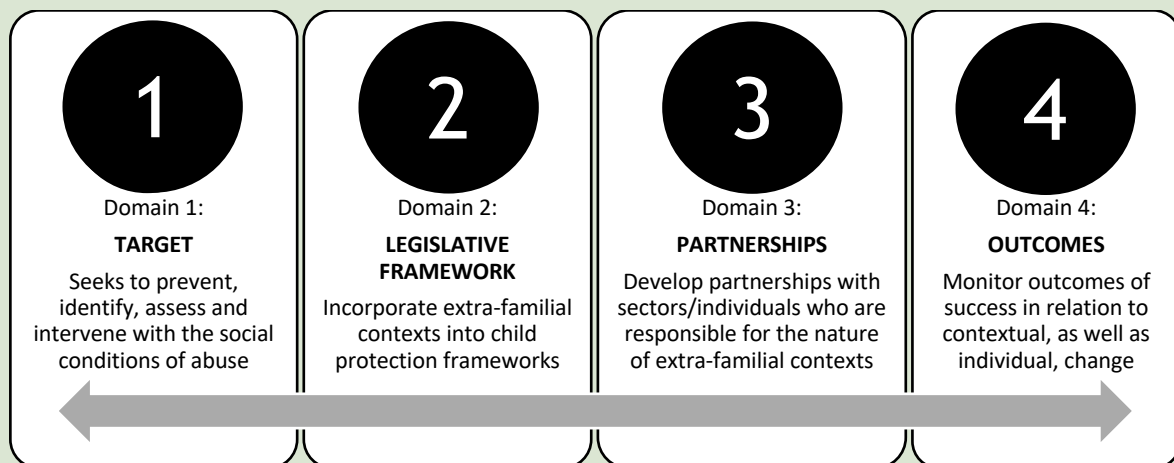 1
Domain 1:
TARGET
Seeks to prevent,
identify, assess and
intervene with the social
conditions of abuse
2
Domain 2:
LEGISLATIVE
FRAMEWORK
Incorporate extra-familial
contexts into child
protection frameworks
3
Domain 3:
PARTNERSHIPS
Develop partnerships with
sectors/individuals who are
responsible for the nature
of extra-familial contexts
4
Domain 4:
OUTCOMES
Monitor outcomes of
success in relation to
contextual, as well as
individual, change